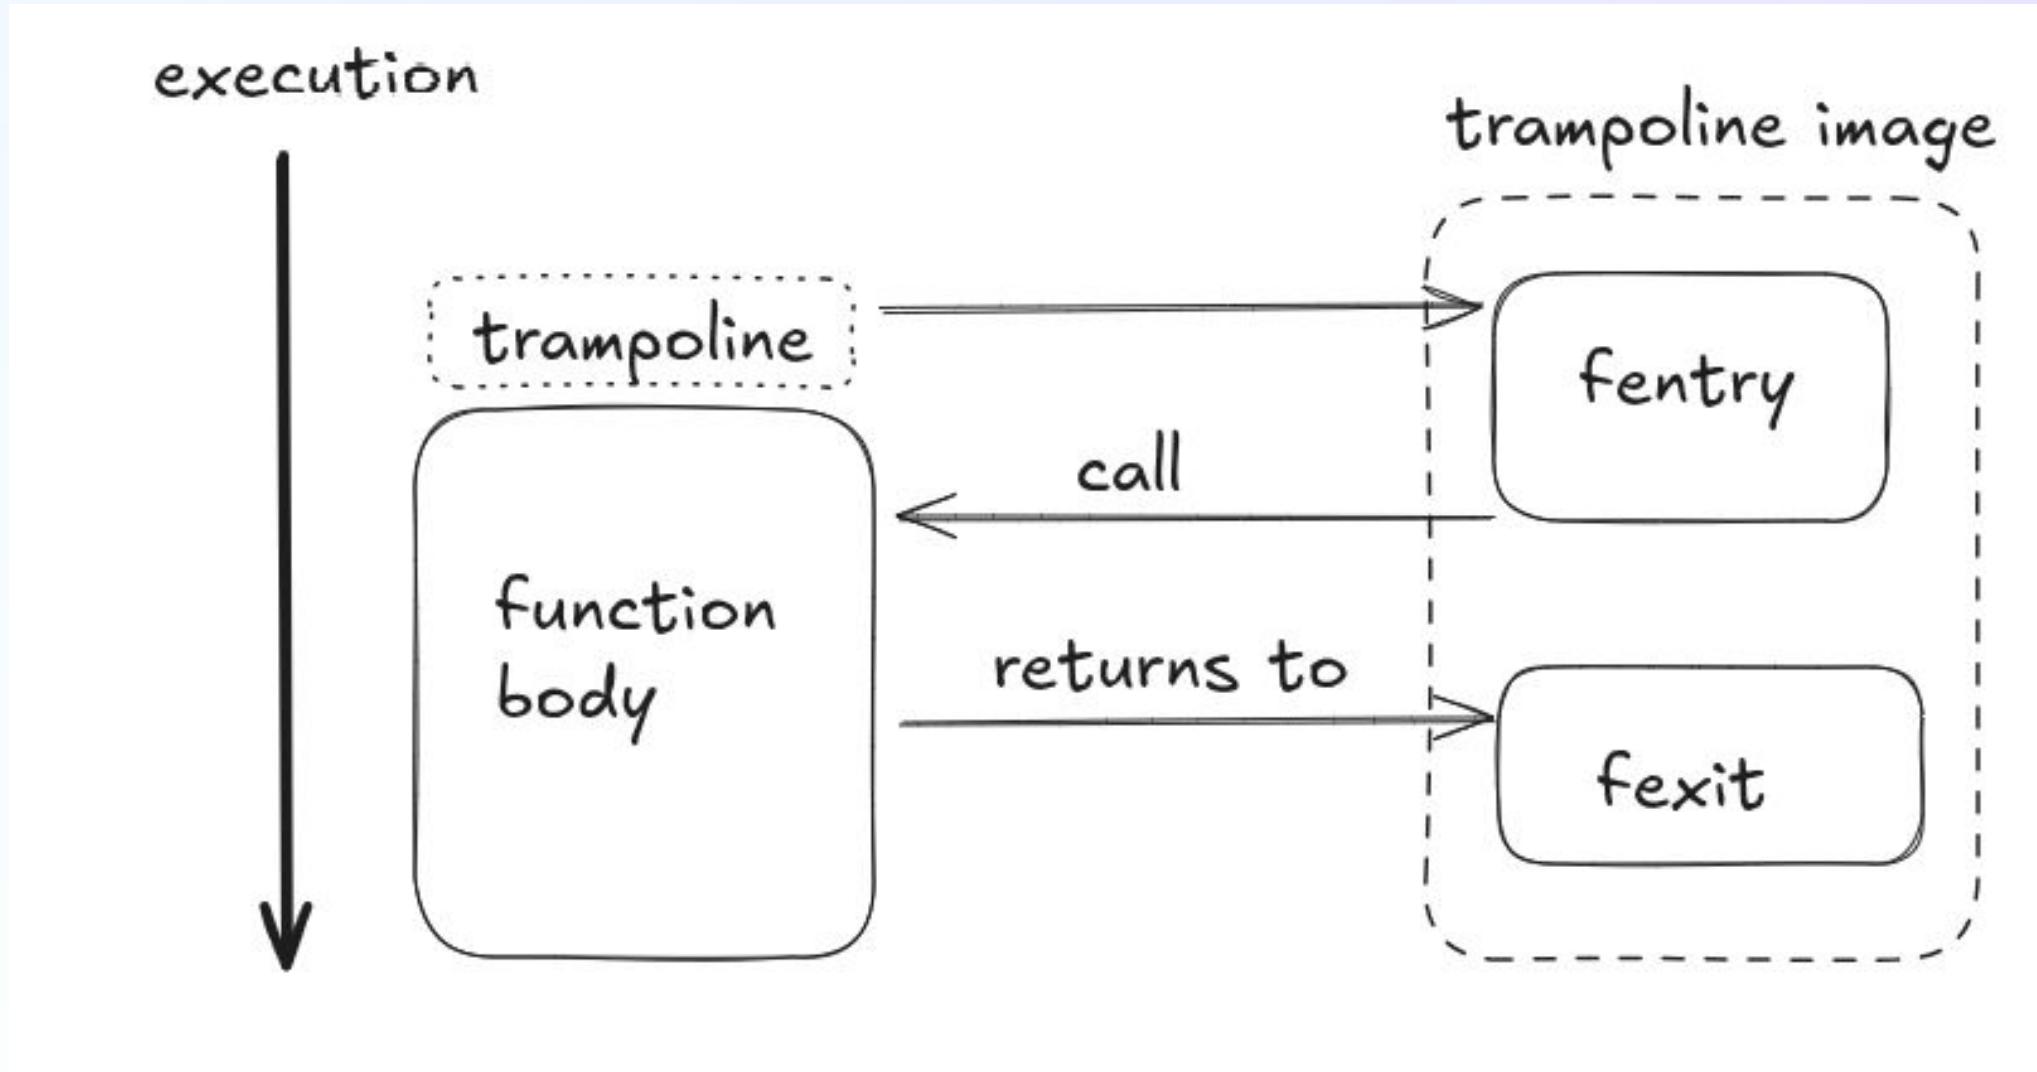 execution
trampoline image
trampoline
fentry
call
function
body
returns to
fexit